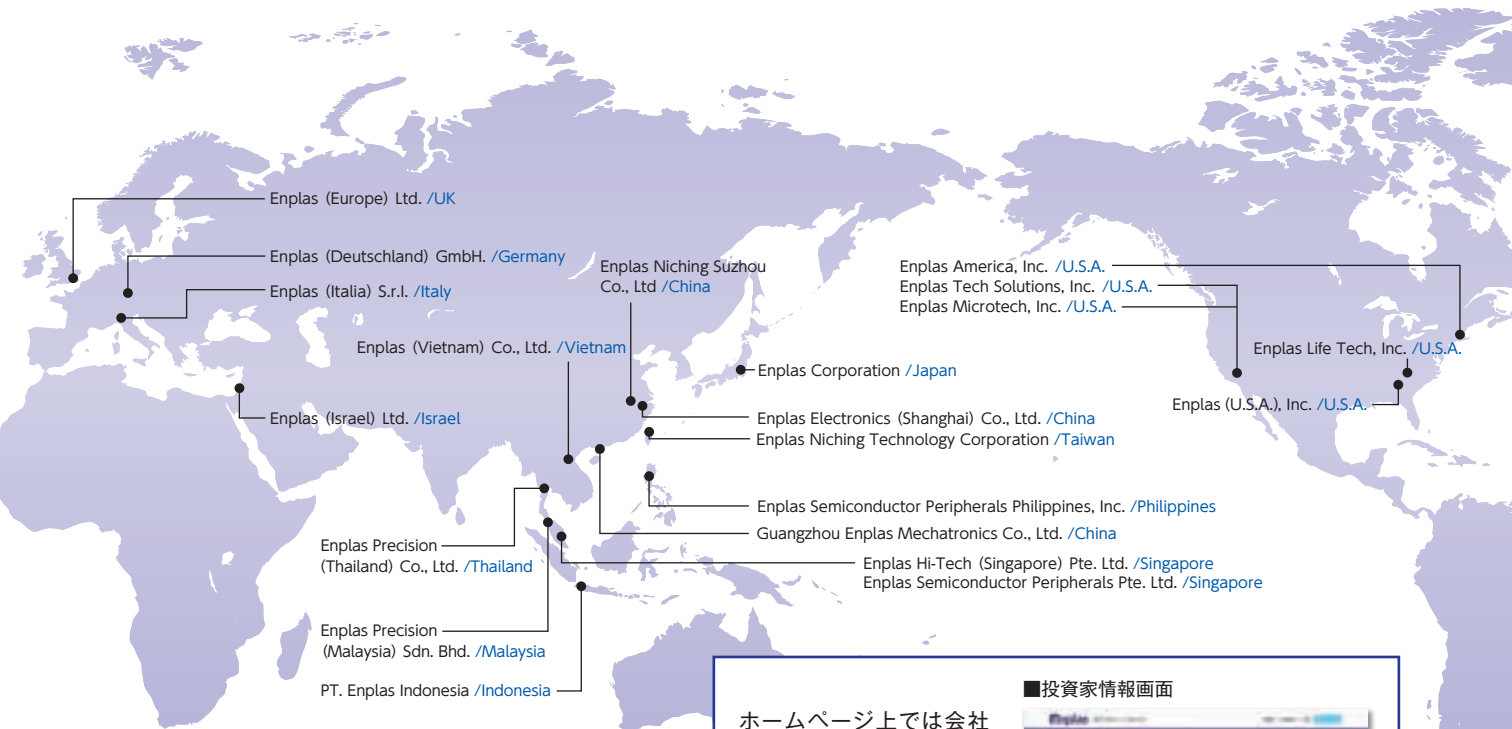 Enplas (Europe) Ltd. /UK
Enplas (Deutschland) GmbH. /Germany
Enplas (Italia) S.r.l. /Italy
Enplas Niching Suzhou
Co., Ltd /China
Enplas America, Inc. /U.S.A.
Enplas Tech Solutions, Inc. /U.S.A.
Enplas Microtech, Inc. /U.S.A.
Enplas (Vietnam) Co., Ltd. /Vietnam
Enplas Life Tech, Inc. /U.S.A.
Enplas Corporation /Japan
Enplas (U.S.A.), Inc. /U.S.A.
Enplas (Israel) Ltd. /Israel
Enplas Electronics (Shanghai) Co., Ltd. /China
Enplas Niching Technology Corporation /Taiwan
Enplas Semiconductor Peripherals Philippines, Inc. /Philippines
Guangzhou Enplas Mechatronics Co., Ltd. /China
Enplas Precision
(Thailand) Co., Ltd. /Thailand
Enplas Hi-Tech (Singapore) Pte. Ltd. /Singapore
Enplas Semiconductor Peripherals Pte. Ltd. /Singapore
Enplas Precision
(Malaysia) Sdn. Bhd. /Malaysia
PT. Enplas Indonesia /Indonesia
■投資家情報画面
ホームページ上では会社
Enplas